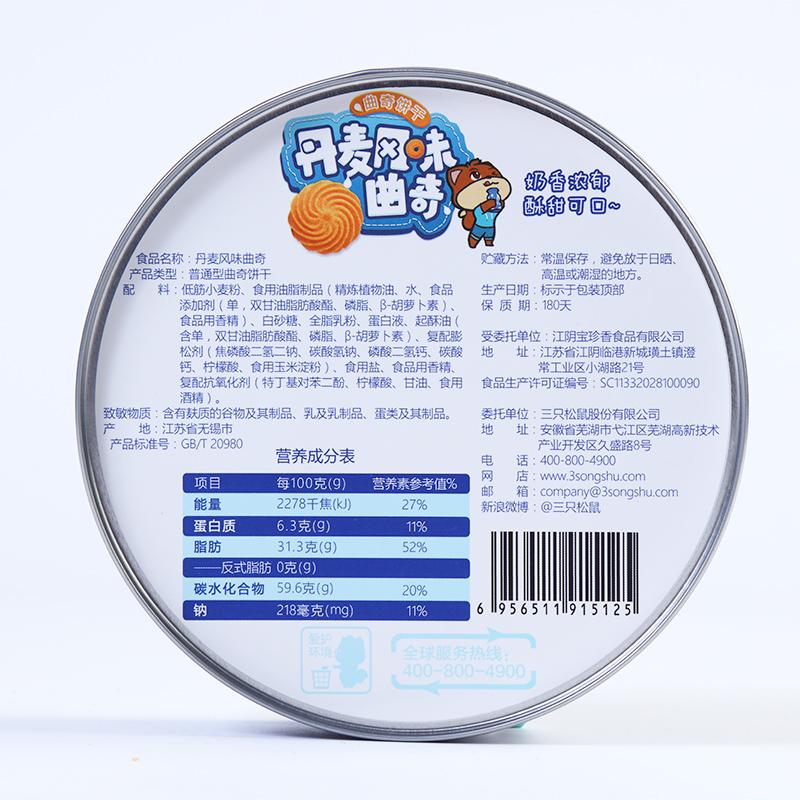 曲奇饼干
丹麦风味
曲奇
奶香浓郁
酥甜可口~
食品名称：丹麦风味曲奇
产品类型：普通型曲奇饼干
配 料：低筋小麦粉、食用油脂制品（精炼植物油、水、食品
添加剂（单，双甘油脂肪酸酯、磷脂、β-胡萝卜素）、
食品用香精）、白砂糖、全脂乳粉、蛋白液、起酥油（
含单，双甘油脂肪酸酯、磷脂、β-胡萝卜素）、复配膨
松剂（焦磷酸二氢二钠、碳酸氢钠、磷酸二氢钙、碳酸
钙、柠檬酸、食用玉米淀粉）、食用盐、食品用香精、
复配抗氧化剂（特丁基对苯二酚、柠檬酸、甘油、食用
酒精）。
致敏物质：含有麸质的谷物及其制品、乳及乳制品、蛋类及其制品。
产 地：江苏省无锡市
产品标准号：GB/T 20980
贮藏方法：常温保存，避免放于日晒、
高温或潮湿的地方。
生产日期：标示于包装顶部
保 质 期：180天
受委托单位：江阴宝珍香食品有限公司
地 址：江苏省江阴临港新城璜土镇澄
常工业区小湖路21号
食品生产许可证编号：SC11332028100090
委托单位：三只松鼠股份有限公司
地 址：安徽省芜湖市弋江区芜湖高新技术
产业开发区久盛路8号
电 话：400-800-4900
网 店：www.3songshu.com
邮 箱：company@3songshu.com
新浪微博：@三只松鼠
营养成分表
项目 每100克(g) 营养素参考值%
能量 2278千焦(kJ) 27%
蛋白质 6.3克(g) 11%
脂肪 31.3克(g) 52%
——反式脂肪 0克(g)
碳水化合物 59.6克(g) 20%
钠 218毫克(mg) 11%
6 956511 915125
爱护
环境
全球服务热线：
400-800-4900